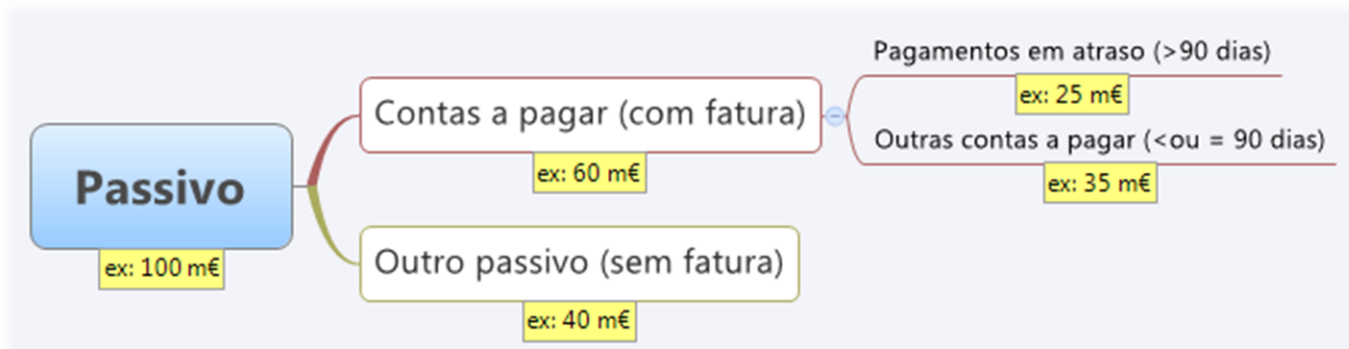 Passivo
ex: 100 m€
Contas a pagar (com fatura)
ex: 60 m€
Pagamentos em atraso (>90 dias)
ex: 25 m€
Outras contas a pagar (<ou = 90 dias)
ex: 35 m€
Outro passivo (sem fatura)
ex: 40 m€